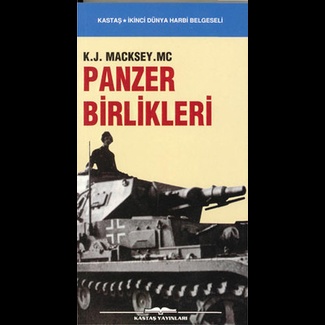 KASTAŞ ★ İKİNCİ DÜNYA HARBİ BELGESELİ
K.J. MACKSEY.MC
PANZER
BİRLİKLERİ
KASTAŞ YAYINLARI